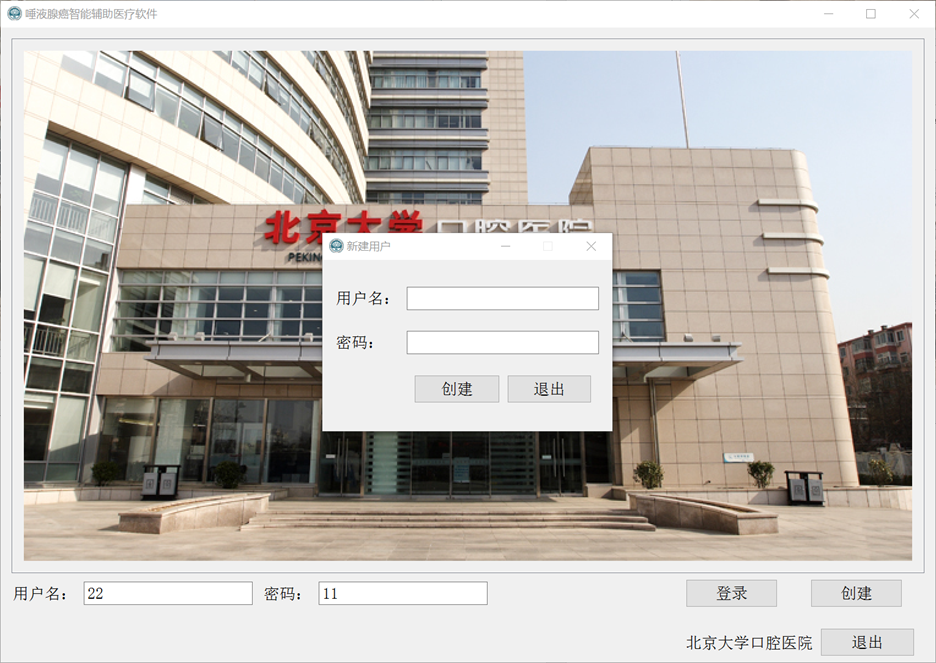 唾液腺癌智能辅助医疗软件
北京大学口腔医院
PEKIN
新建用户
用户名：
密码：
创建 退出
用户名： 22 密码： 11 登录 创建
北京大学口腔医院 退出